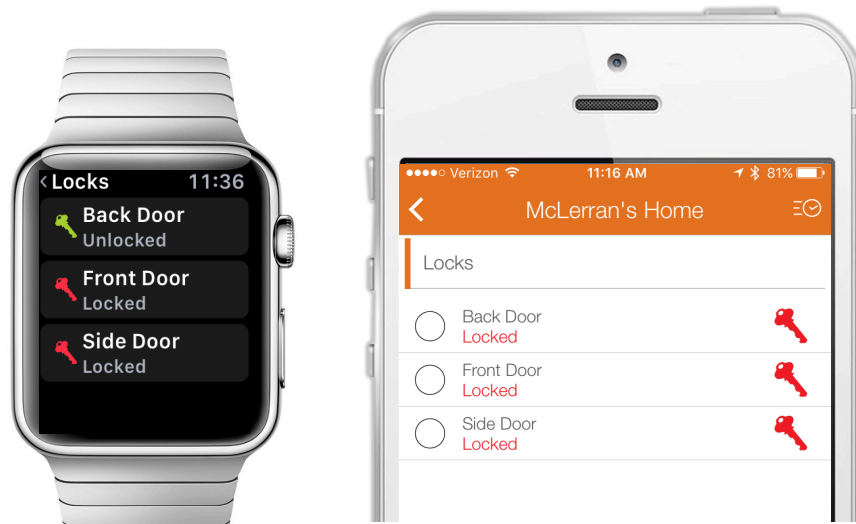 Locks 11:36
Back Door
Unlocked
Front Door
Locked
Side Door
Locked
Verizon 11:16 AM 81%
McLerran's Home
Locks
Back Door
Locked
Front Door
Locked
Side Door
Locked